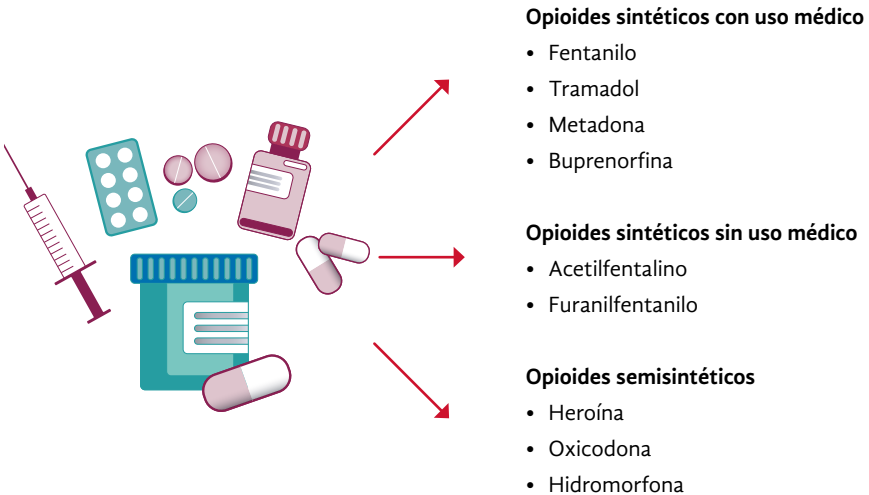 Opioides sintéticos con uso médico
• Fentanilo
• Tramadol
• Metadona
• Buprenorfina
Opioides sintéticos sin uso médico
• Acetilfentalino
• Furanilfentanilo
Opioides semisintéticos
• Heroína
• Oxicodona
• Hidromorfona